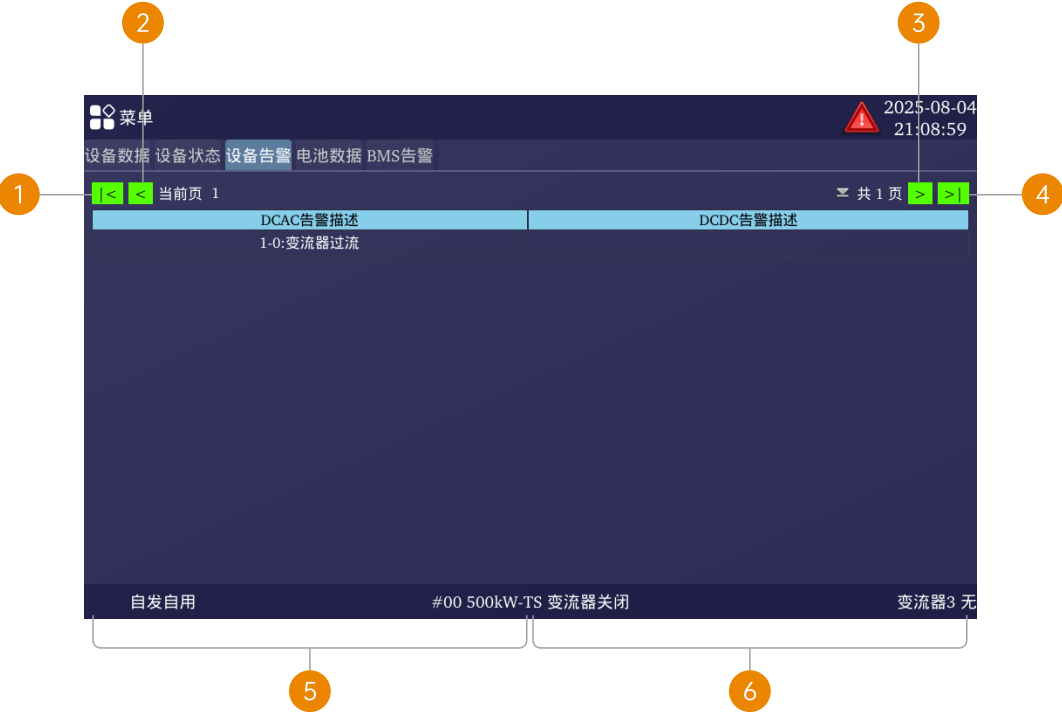 2
3
菜单
2025-08-04
21:08:59
设备数据 设备状态 设备告警 电池数据 BMS告警
1
|<
<
当前页 1
共 1 页
>
>|
4
DCAC告警描述
DCDC告警描述
1-0:变流器过流
自发自用
#00 500kW-TS 变流器关闭
变流器3 无
5
6